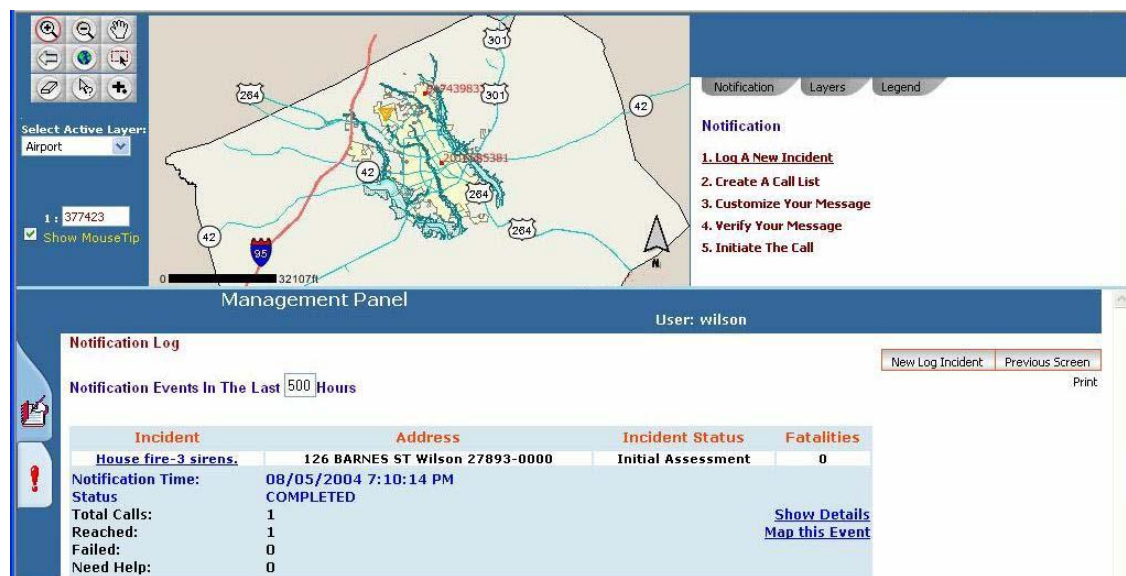 301
264
9417439837
301
42
2016685381
42
264
42
264
95
N
0 32107ft
Select Active Layer:
Airport
1 : 377423
Show MouseTip
Notification Layers Legend
Notification
1. Log A New Incident
2. Create A Call List
3. Customize Your Message
4. Verify Your Message
5. Initiate The Call
Management Panel
User: wilson
Notification Log
New Log Incident Previous Screen
Print
Notification Events In The Last 500 Hours
Incident Address Incident Status Fatalities
House fire-3 sirens. 126 BARNES ST Wilson 27893-0000 Initial Assessment 0
Notification Time: 08/05/2004 7:10:14 PM
Status COMPLETED
Total Calls: 1 Show Details
Reached: 1 Map this Event
Failed: 0
Need Help: 0